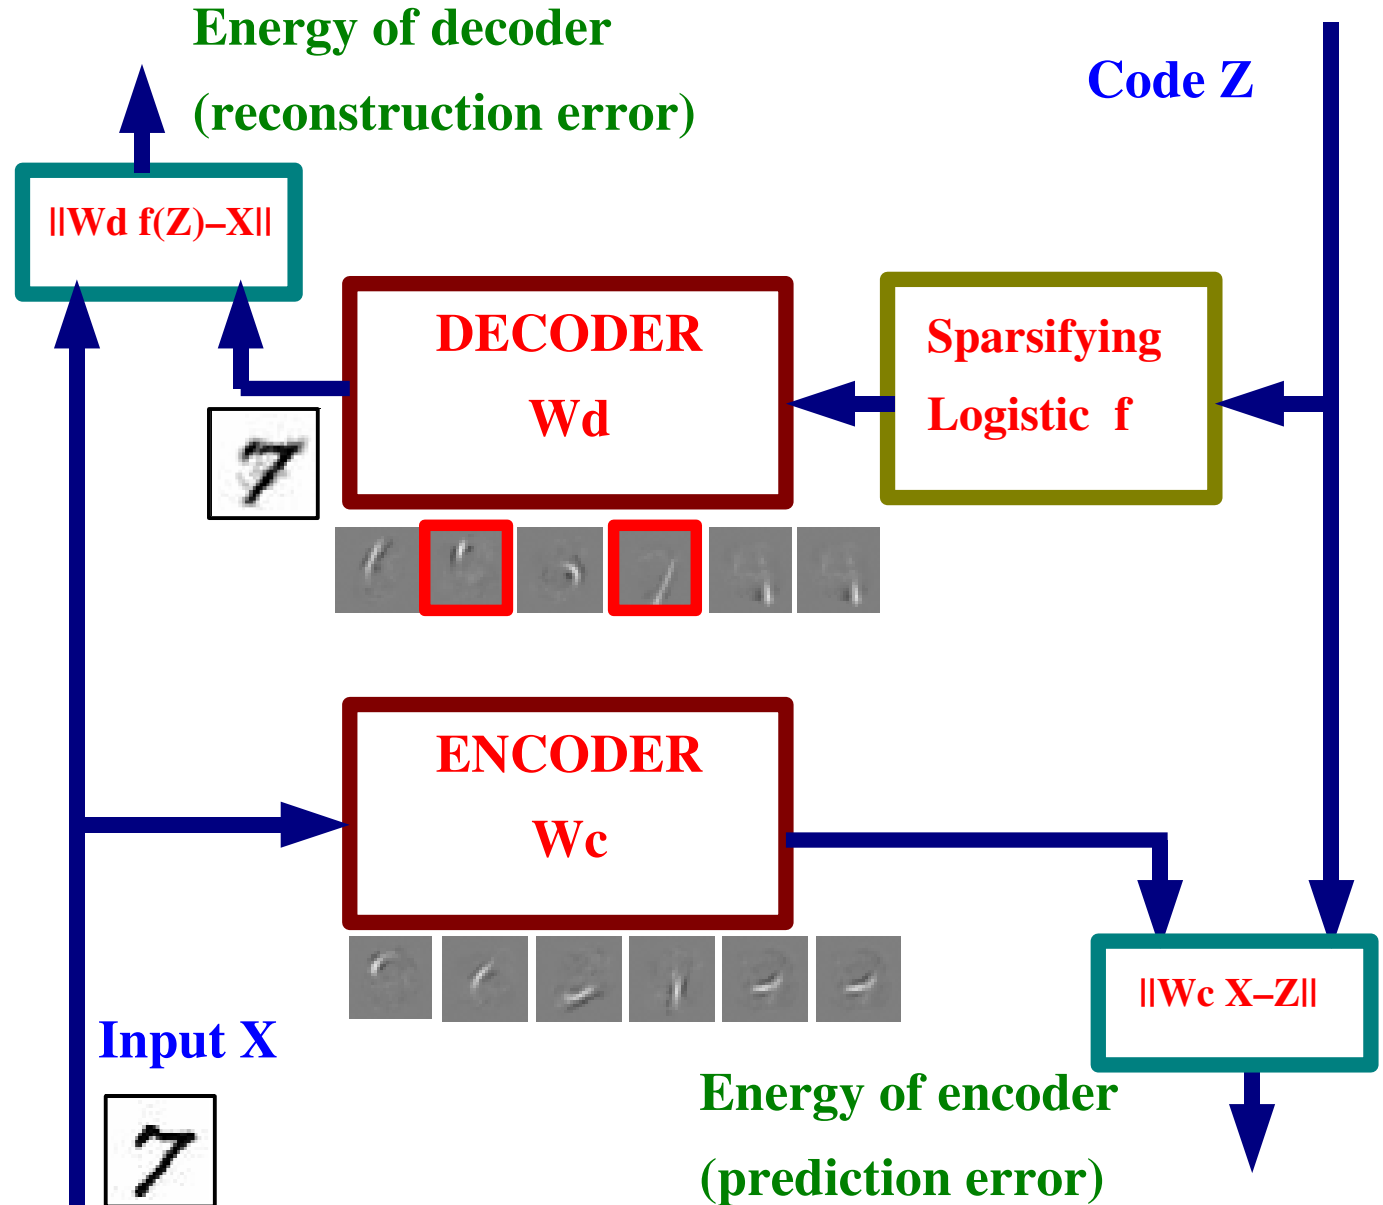 Energy of decoder
(reconstruction error)
Code Z
||Wd f(Z)–X||
DECODER
Wd
Sparsifying
Logistic f
ENCODER
Wc
||Wc X–Z||
Input X
Energy of encoder
(prediction error)